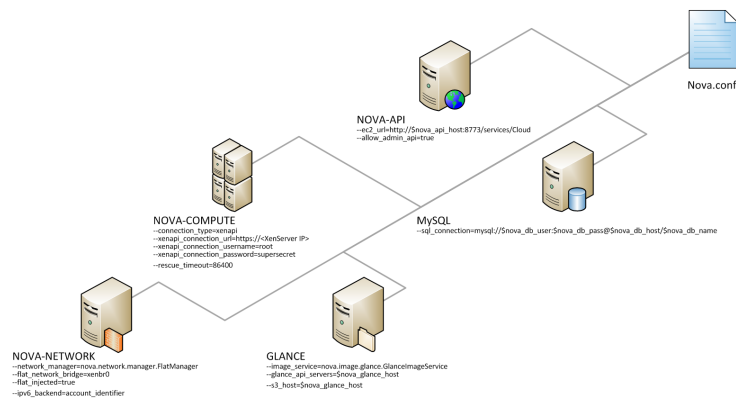 Nova.conf
NOVA-API
--ec2_url=http://$nova_api_host:8773/services/Cloud
--allow_admin_api=true
NOVA-COMPUTE
--connection_type=xenapi
--xenapi_connection_url=https://<XenServer IP>
--xenapi_connection_username=root
--xenapi_connection_password=supersecret
--rescue_timeout=86400
MySQL
--sql_connection=mysql://$nova_db_user:$nova_db_pass@$nova_db_host/$nova_db_name
NOVA-NETWORK
--network_manager=nova.network.manager.FlatManager
--flat_network_bridge=xenbr0
--flat_injected=true
--ipv6_backend=account_identifier
GLANCE
--image_service=nova.image.glance.GlanceImageService
--glance_api_servers=$nova_glance_host
--s3_host=$nova_glance_host